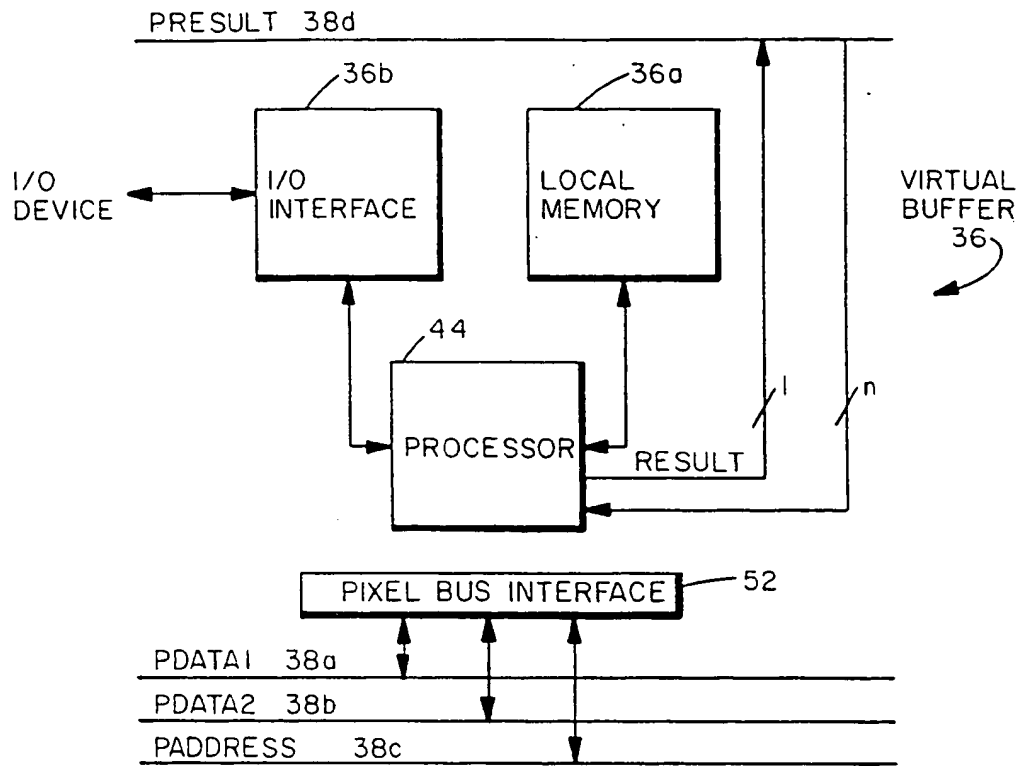 PRESULT 38d
36b
36a
I/O
DEVICE
I/O
INTERFACE
LOCAL
MEMORY
VIRTUAL
BUFFER
36
44
1
n
PROCESSOR
RESULT
PIXEL BUS INTERFACE
52
PDATA1 38a
PDATA2 38b
PADDRESS 38c